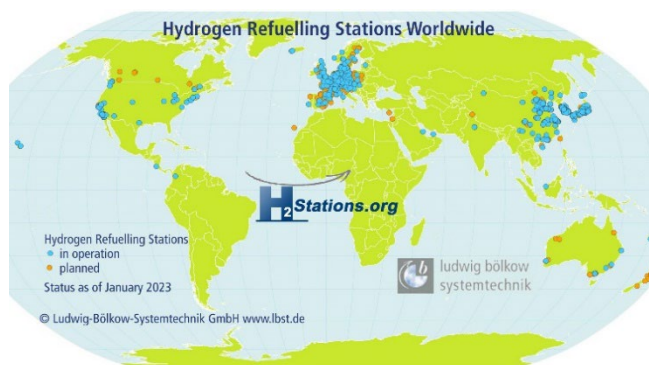 Hydrogen Refuelling Stations Worldwide
H2Stations.org
Hydrogen Refuelling Stations
in operation
planned
Status as of January 2023
b
ludwig bölkow
systemtechnik
© Ludwig-Bölkow-Systemtechnik GmbH www.lbst.de